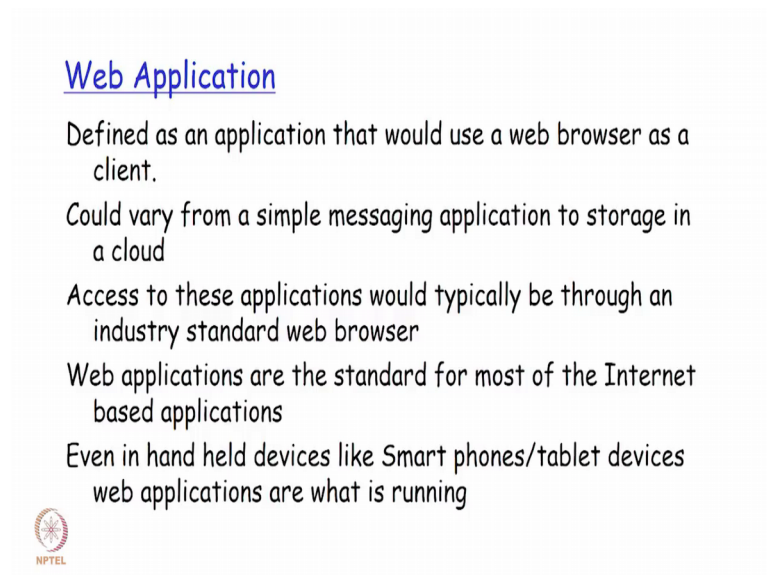 Web Application
Defined as an application that would use a web browser as a
client.
Could vary from a simple messaging application to storage in
a cloud
Access to these applications would typically be through an
industry standard web browser
Web applications are the standard for most of the Internet
based applications
Even in hand held devices like Smart phones/tablet devices
web applications are what is running
NPTEL